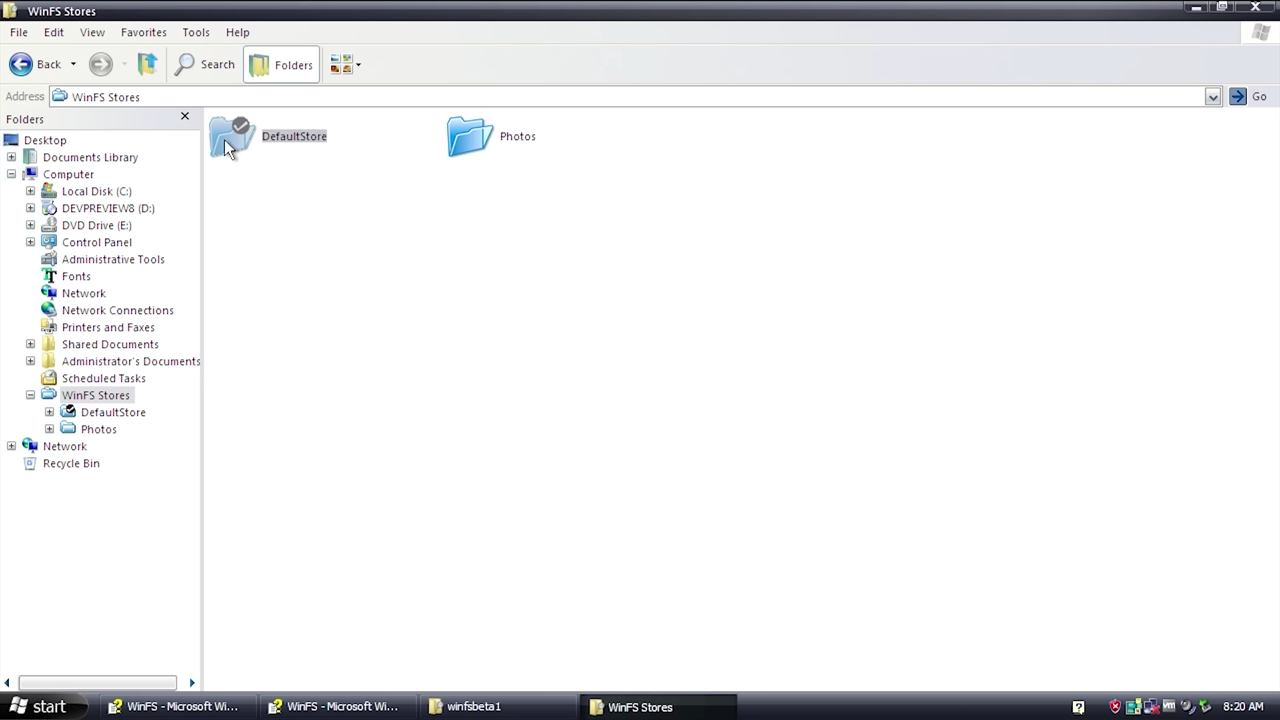 WinFS Stores
File Edit View Favorites Tools Help
Back Search Folders
Address WinFS Stores Go
Folders
Desktop
Documents Library
Computer
Local Disk (C:)
DEVPREVIEW8 (D:)
DVD Drive (E:)
Control Panel
Administrative Tools
Fonts
Network
Network Connections
Printers and Faxes
Shared Documents
Administrator's Documents
Scheduled Tasks
WinFS Stores
DefaultStore
Photos
Network
Recycle Bin
DefaultStore Photos
start WinFS - Microsoft Wi... WinFS - Microsoft Wi... winfsbeta1 WinFS Stores 8:20 AM